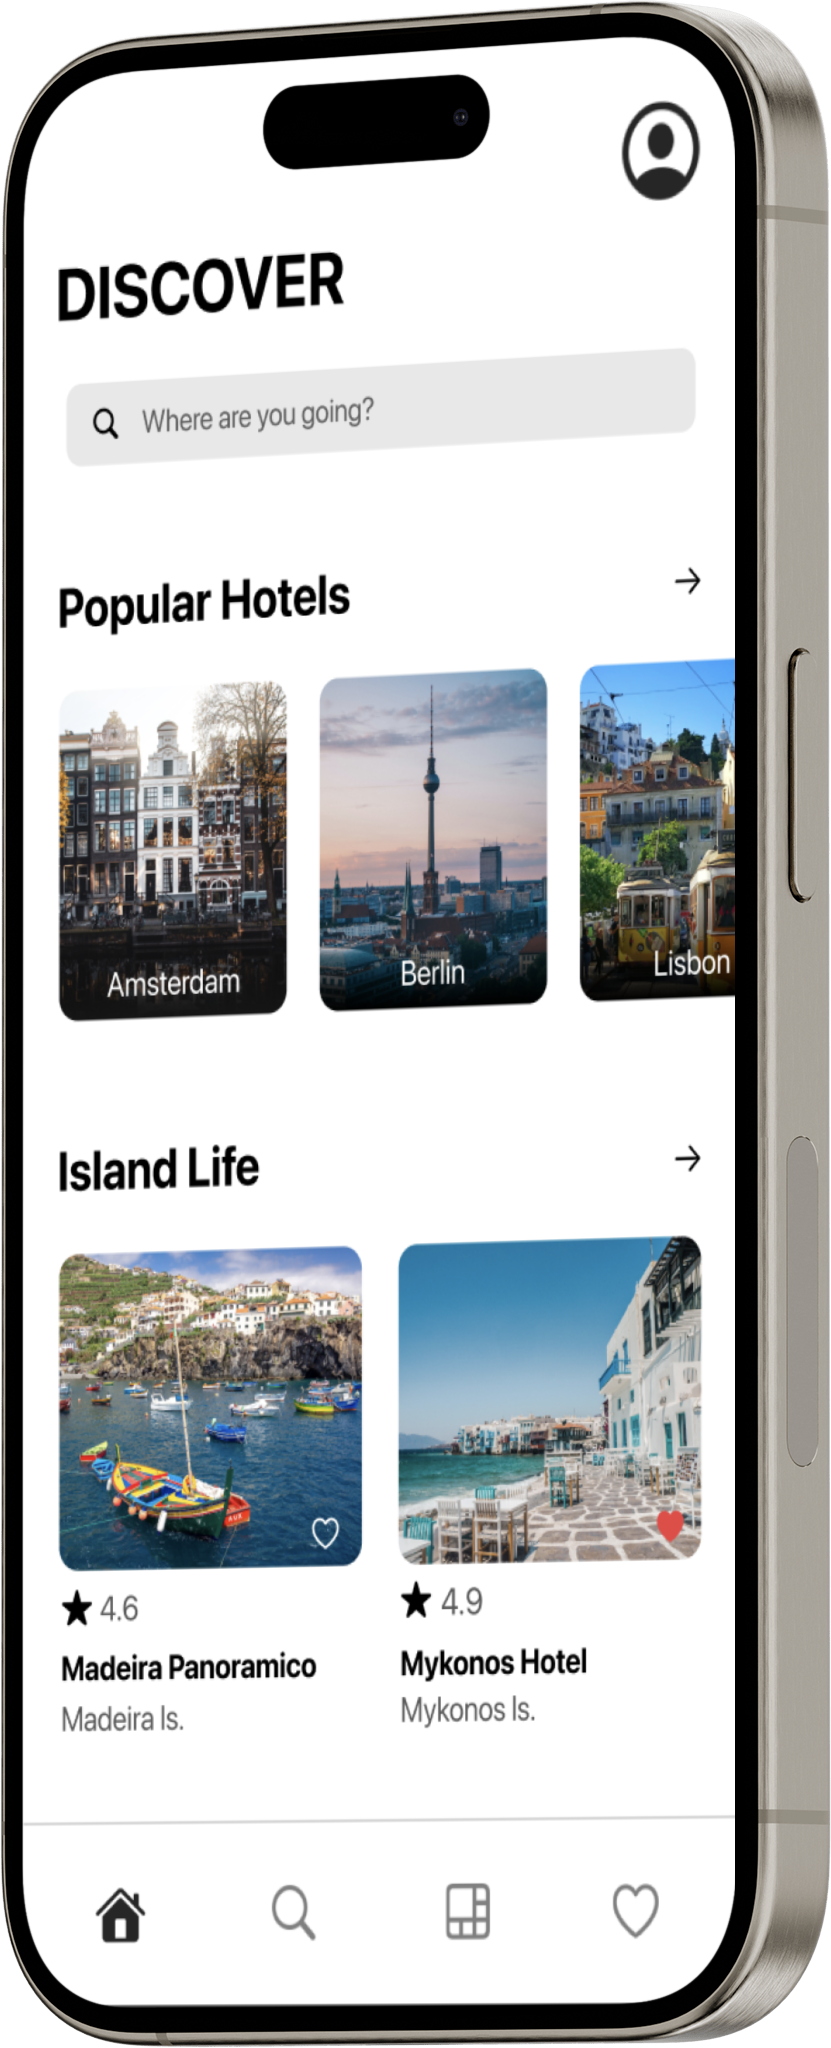 DISCOVER
Where are you going?
Popular Hotels
Amsterdam
Berlin
Lisbon
Island Life
4.6
4.9
Madeira Panoramico
Mykonos Hotel
Madeira Is.
Mykonos Is.